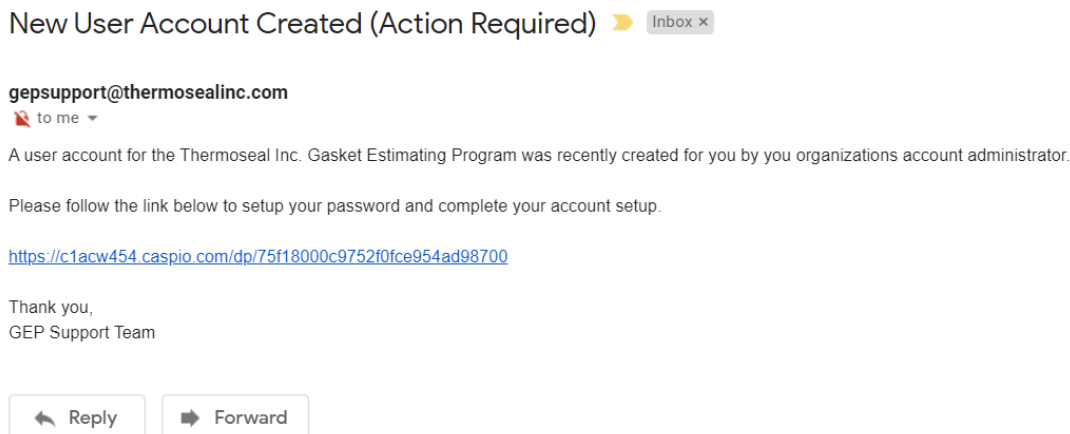 New User Account Created (Action Required) Inbox ×
gepsupport@thermosealinc.com
to me
A user account for the Thermoseal Inc. Gasket Estimating Program was recently created for you by you organizations account administrator.
Please follow the link below to setup your password and complete your account setup.
https://c1acw454.caspio.com/dp/75f18000c9752f0fce954ad98700
Thank you,
GEP Support Team
Reply Forward